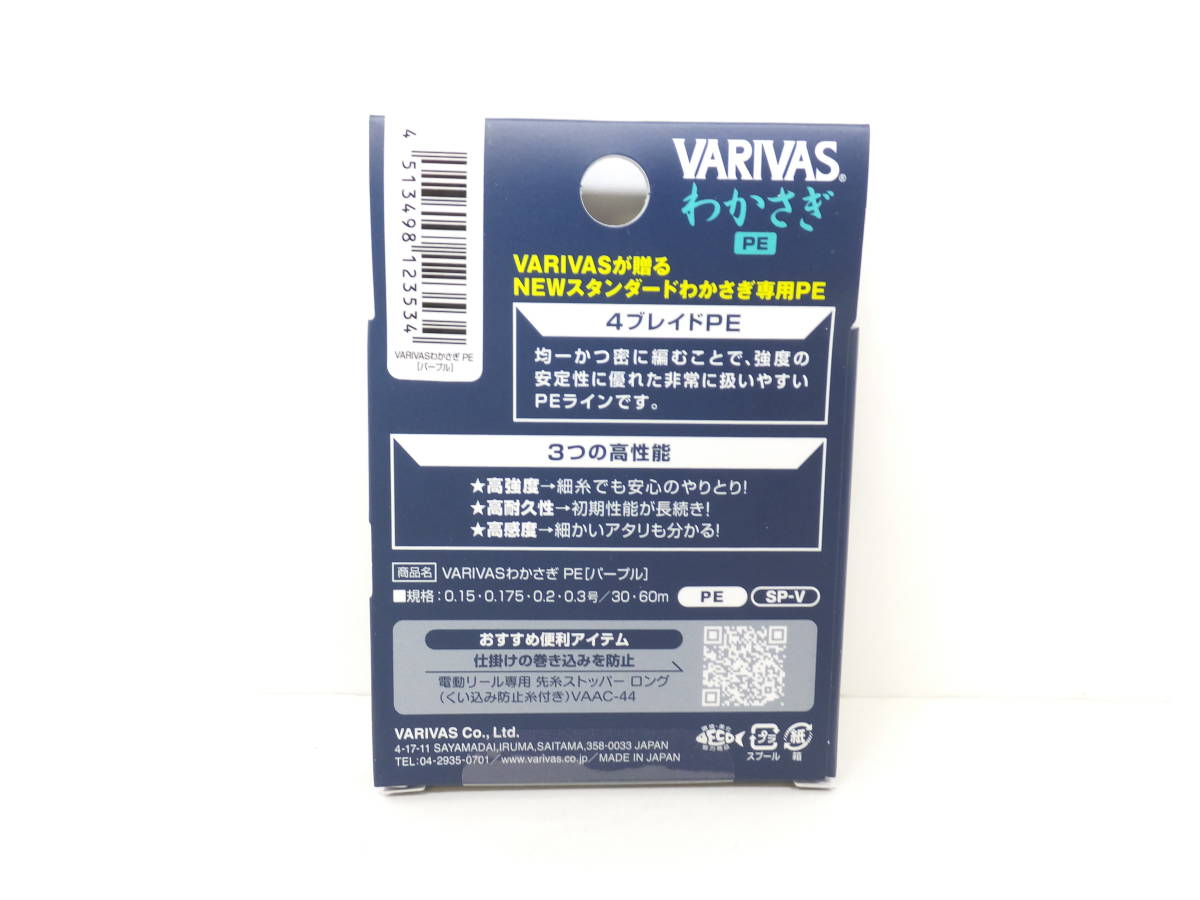 4 513498 123534
VARIVASわかさぎ PE
[パープル]
VARIVAS®
わかさぎ
PE
VARIVASが贈る
NEWスタンダードわかさぎ専用PE
4ブレイドPE
均一かつ密に編むことで、強度の
安定性に優れた非常に扱いやすい
PEラインです。
3つの高性能
★高強度→細糸でも安心のやりとり!
★高耐久性→初期性能が長続き!
★高感度→細かいアタリも分かる!
商品名 VARIVASわかさぎ PE[パープル]
■規格:0.15・0.175・0.2・0.3号/30・60m PE SP-V
おすすめ便利アイテム
仕掛けの巻き込みを防止
電動リール専用 先糸ストッパー ロング
(くい込み防止糸付き)VAAC-44
VARIVAS Co., Ltd.
4-17-11 SAYAMADAI,IRUMA,SAITAMA,358-0033 JAPAN
TEL:04-2935-0701/www.varivas.co.jp/MADE IN JAPAN
ECO
プラ
スプール
紙
箱